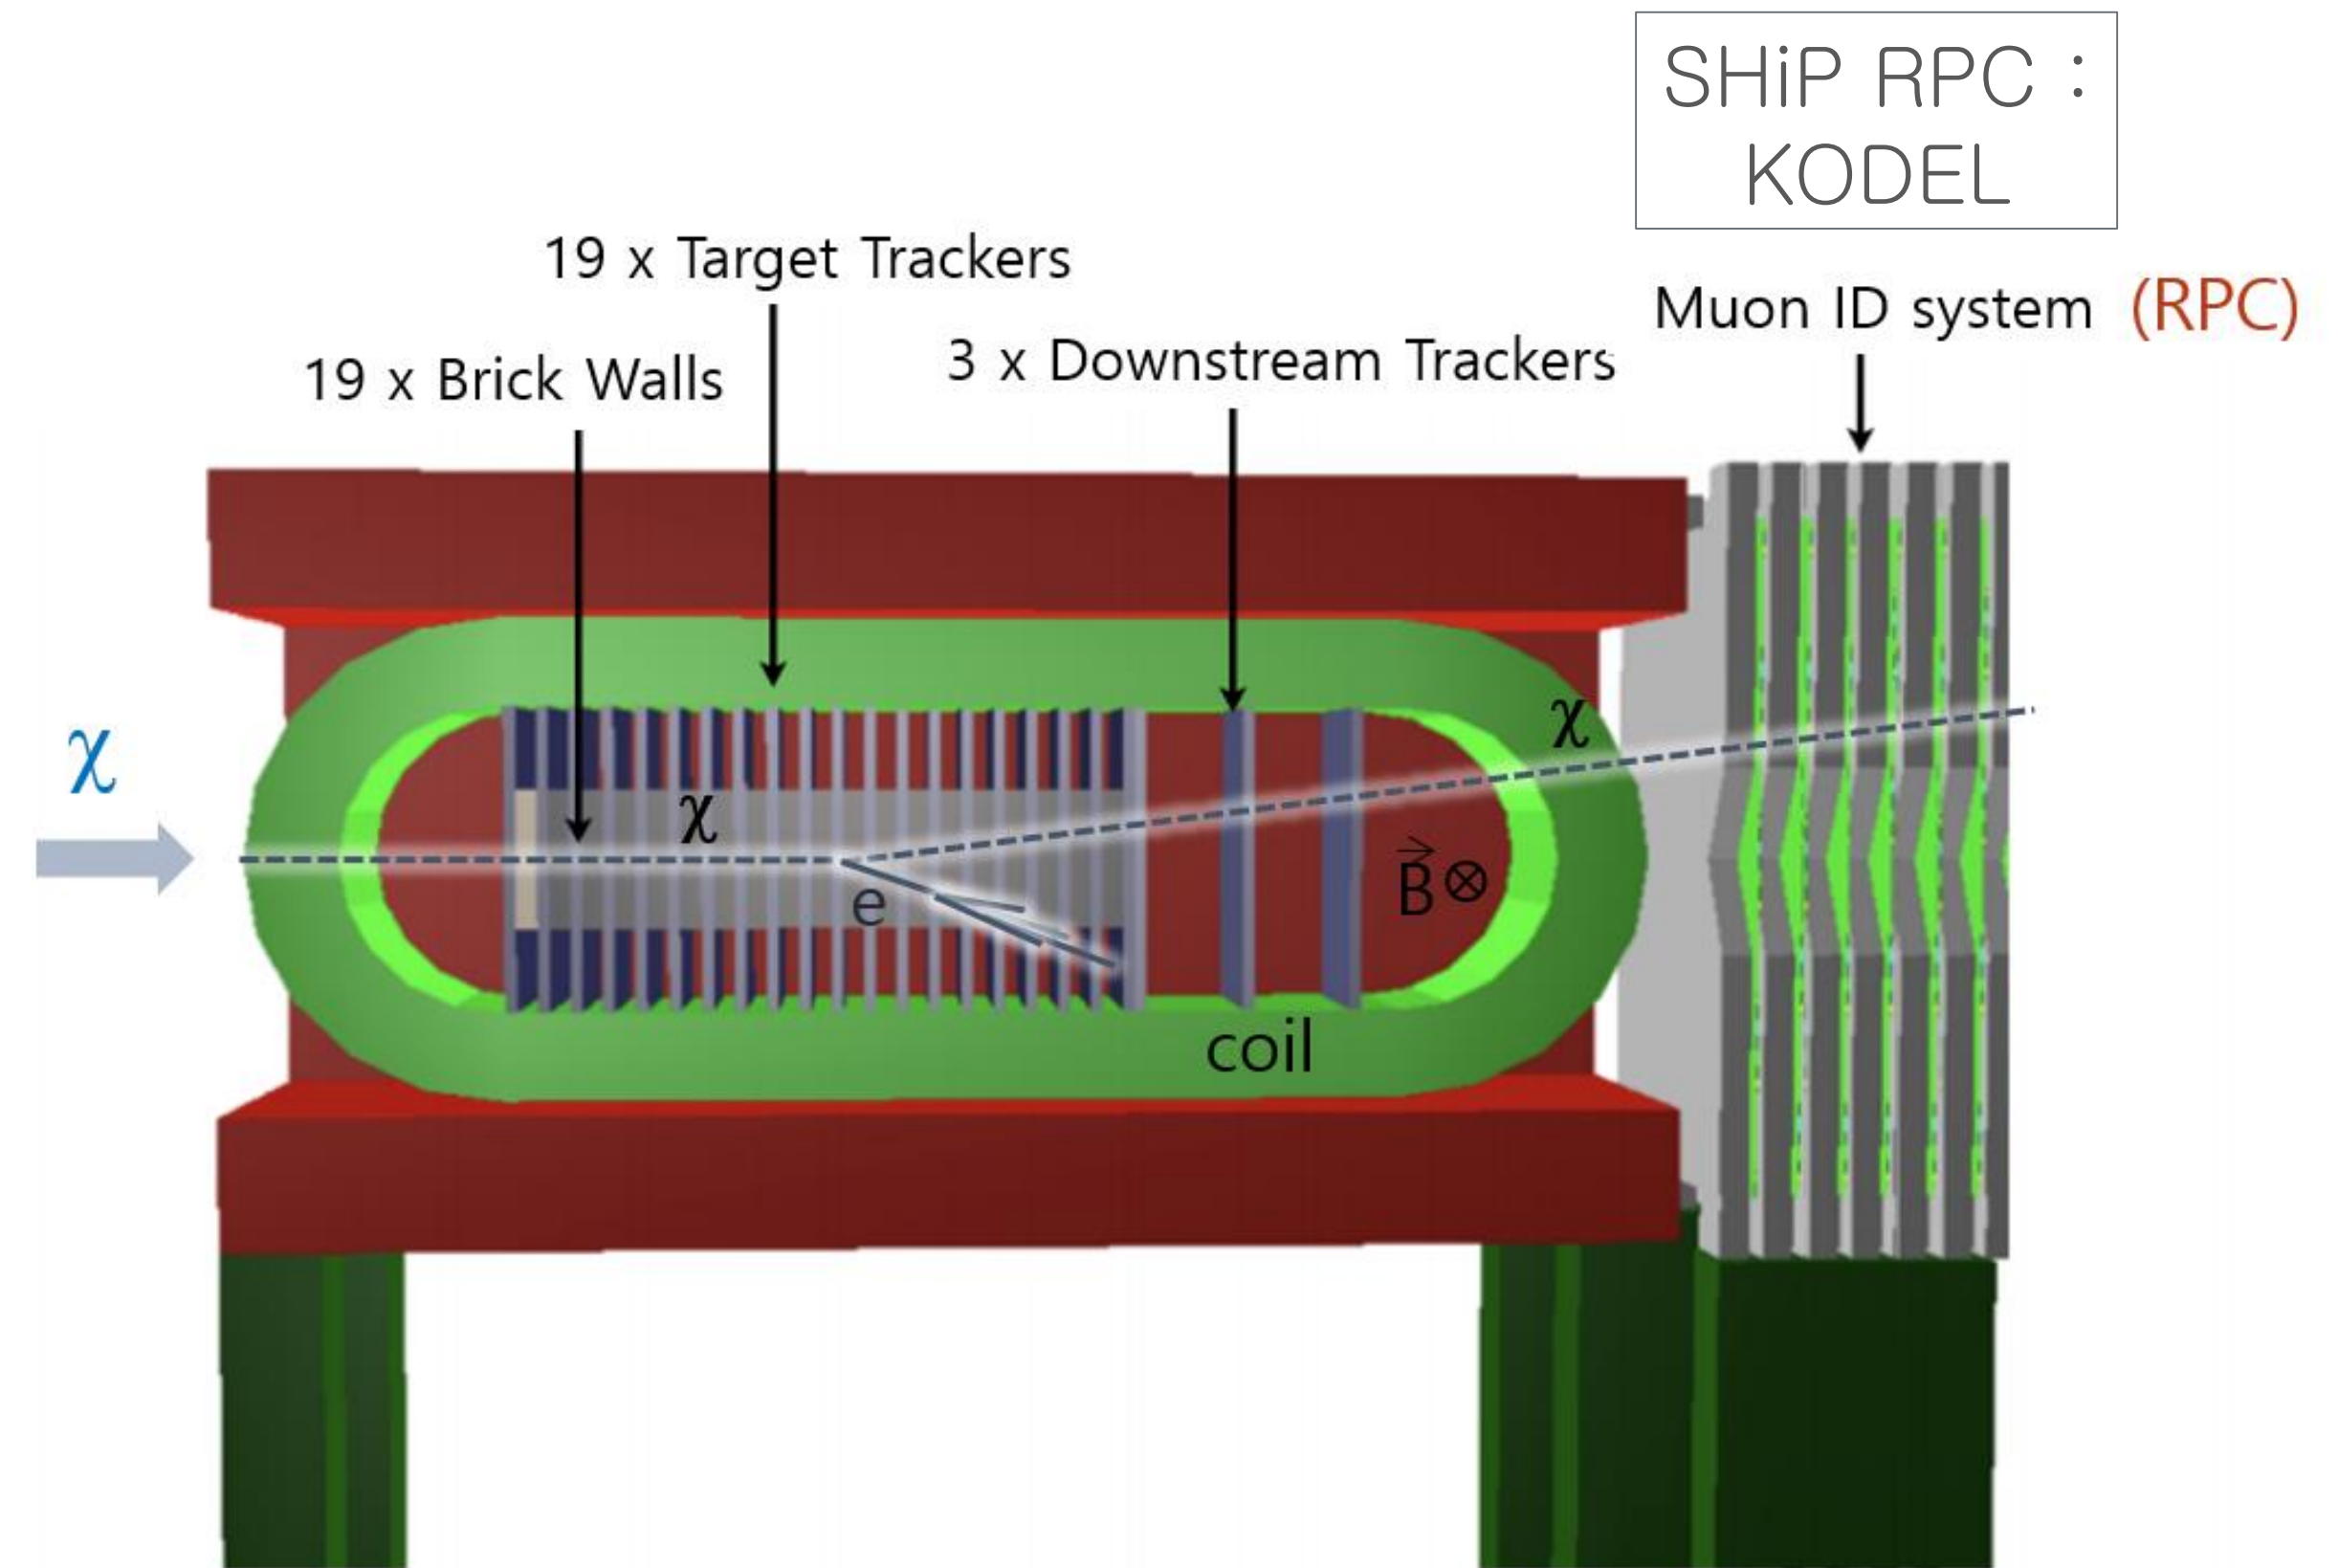 SHiP RPC :
KODEL
19 x Target Trackers
Muon ID system (RPC)
3 x Downstream Trackers
19 x Brick Walls
χ
χ
χ
e
B⃗⊗
coil